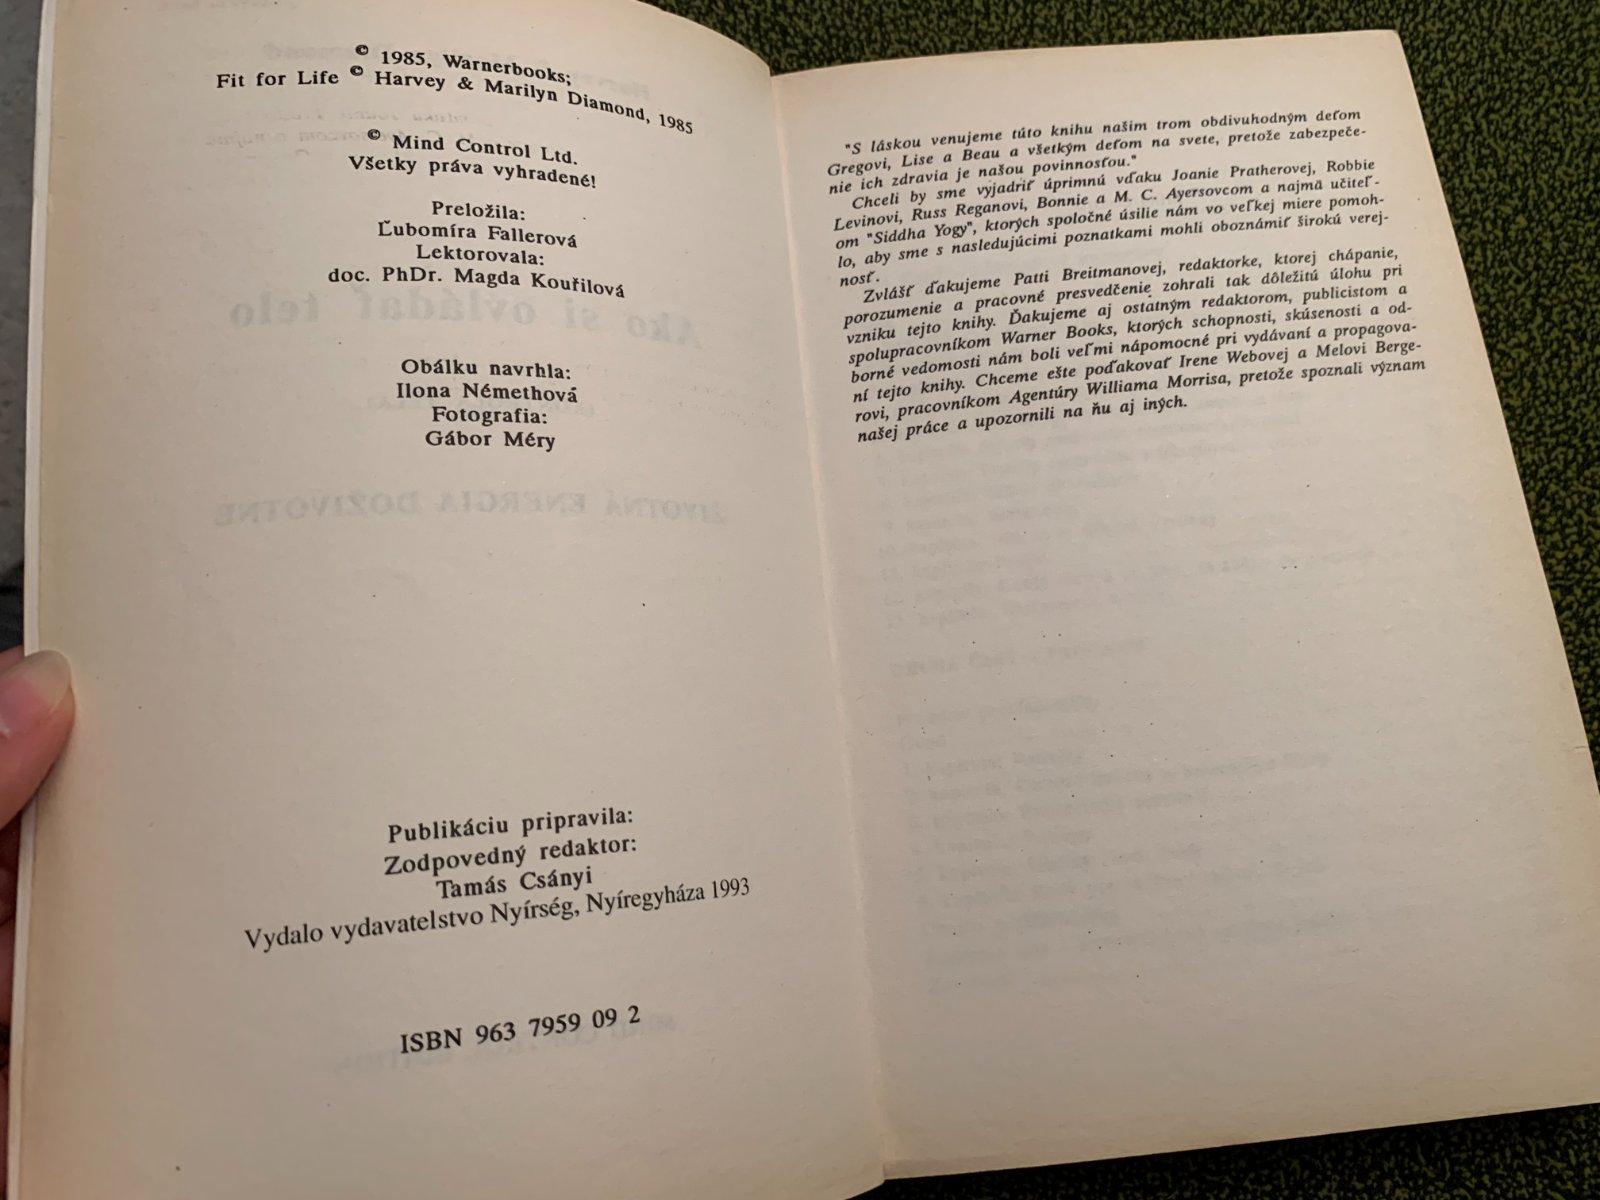 © 1985, Warnerbooks;
Fit for Life © Harvey & Marilyn Diamond, 1985
© Mind Control Ltd.
Všetky práva vyhradené!
Preložila:
Ľubomíra Fallerová
Lektorovala:
doc. PhDr. Magda Kouřilová
Obálku navrhla:
Ilona Némethová
Fotografia:
Gábor Méry
Publikáciu pripravila:
Zodpovedný redaktor:
Tamás Csányi
Vydalo vydavatelstvo Nyírség, Nyíregyháza 1993
ISBN 963 7959 09 2
"S láskou venujeme túto knihu našim trom obdivuhodným deťom
Gregovi, Lise a Beau a všetkým deťom na svete, pretože zabezpeče-
nie ich zdravia je našou povinnosťou."
Chceli by sme vyjadriť úprimnú vďaku Joanie Pratherovej, Robbie
Levinovi, Russ Reganovi, Bonnie a M. C. Ayersovcom a najmä učiteľ-
om "Siddha Yogy", ktorých spoločné úsilie nám vo veľkej miere pomoh-
lo, aby sme s nasledujúcimi poznatkami mohli oboznámiť širokú verej-
nosť.
Zvlášť ďakujeme Patti Breitmanovej, redaktorke, ktorej chápanie,
porozumenie a pracovné presvedčenie zohrali tak dôležitú úlohu pri
vzniku tejto knihy. Ďakujeme aj ostatným redaktorom, publicistom a
spolupracovníkom Warner Books, ktorých schopnosti, skúsenosti a od-
borné vedomosti nám boli veľmi nápomocné pri vydávaní a propagova-
ní tejto knihy. Chceme ešte poďakovať Irene Webovej a Melovi Berge-
rovi, pracovníkom Agentúry Williama Morrisa, pretože spoznali význam
našej práce a upozornili na ňu aj iných.